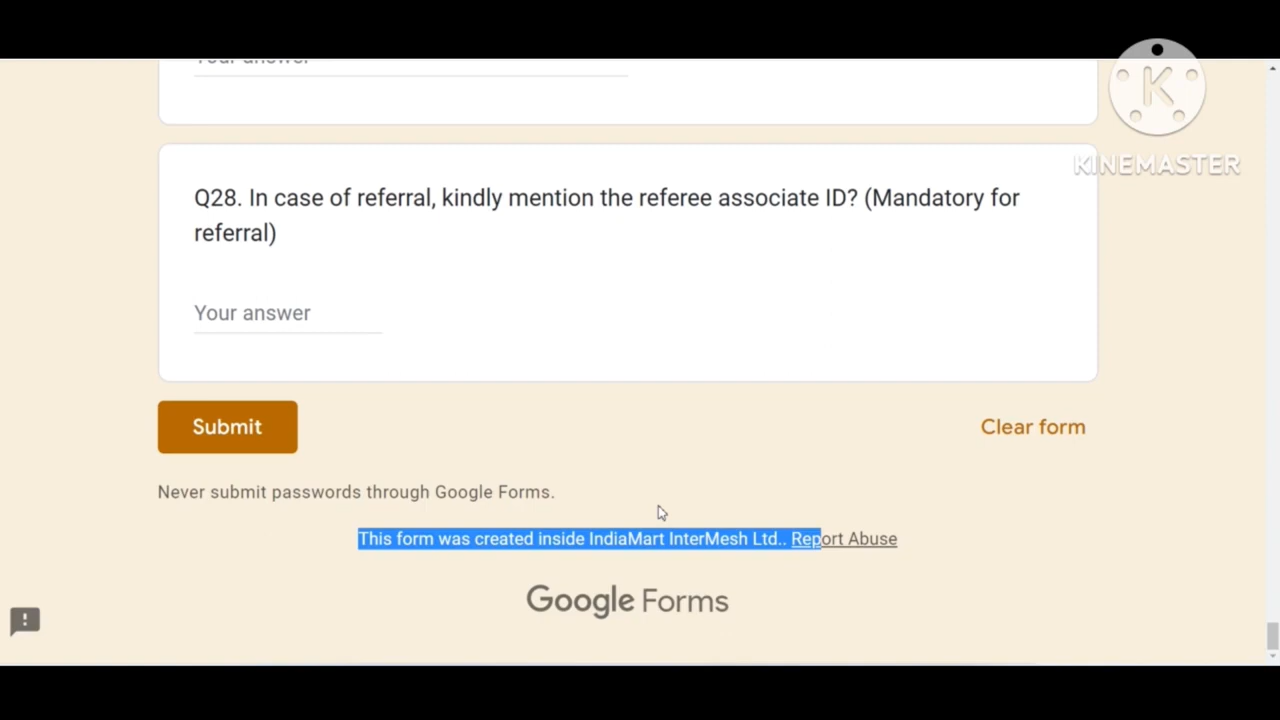 Your answer
K
KINEMASTER
Q28. In case of referral, kindly mention the referee associate ID? (Mandatory for
referral)
Your answer
Submit
Clear form
Never submit passwords through Google Forms.
This form was created inside IndiaMart InterMesh Ltd.. Report Abuse
Google Forms